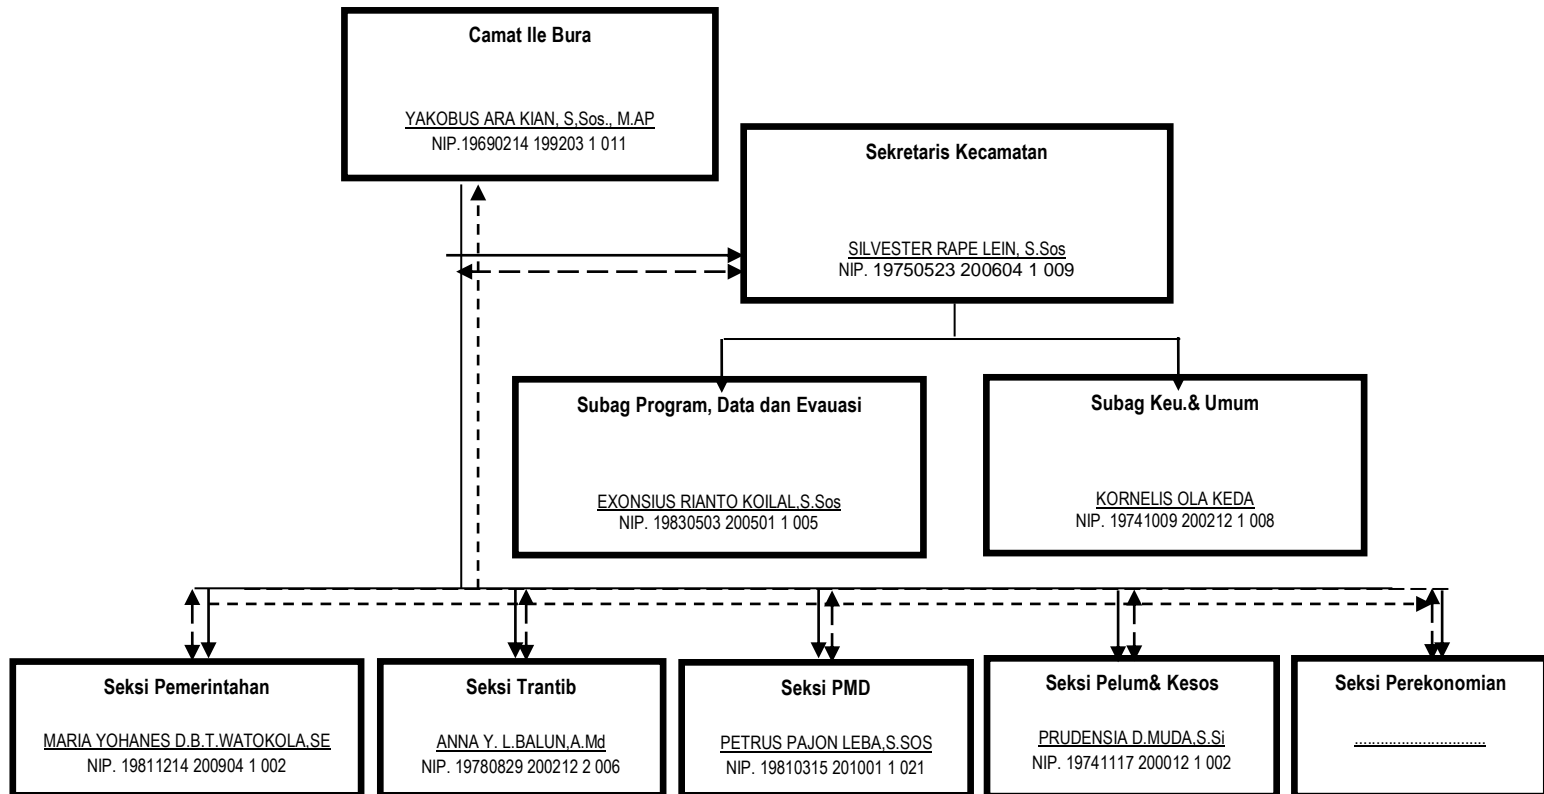 Camat Ile Bura
YAKOBUS ARA KIAN, S,Sos., M.AP
NIP.19690214 199203 1 011
Sekretaris Kecamatan
SILVESTER RAPE LEIN, S.Sos
NIP. 19750523 200604 1 009
Subag Program, Data dan Evauasi
EXONSIUS RIANTO KOILAL,S.Sos
NIP. 19830503 200501 1 005
Subag Keu.& Umum
KORNELIS OLA KEDA
NIP. 19741009 200212 1 008
Seksi Pemerintahan
MARIA YOHANES D.B.T.WATOKOLA,SE
NIP. 19811214 200904 1 002
Seksi Trantib
ANNA Y. L.BALUN,A.Md
NIP. 19780829 200212 2 006
Seksi PMD
PETRUS PAJON LEBA,S.SOS
NIP. 19810315 201001 1 021
Seksi Pelum& Kesos
PRUDENSIA D.MUDA,S.Si
NIP. 19741117 200012 1 002
Seksi Perekonomian
...............................